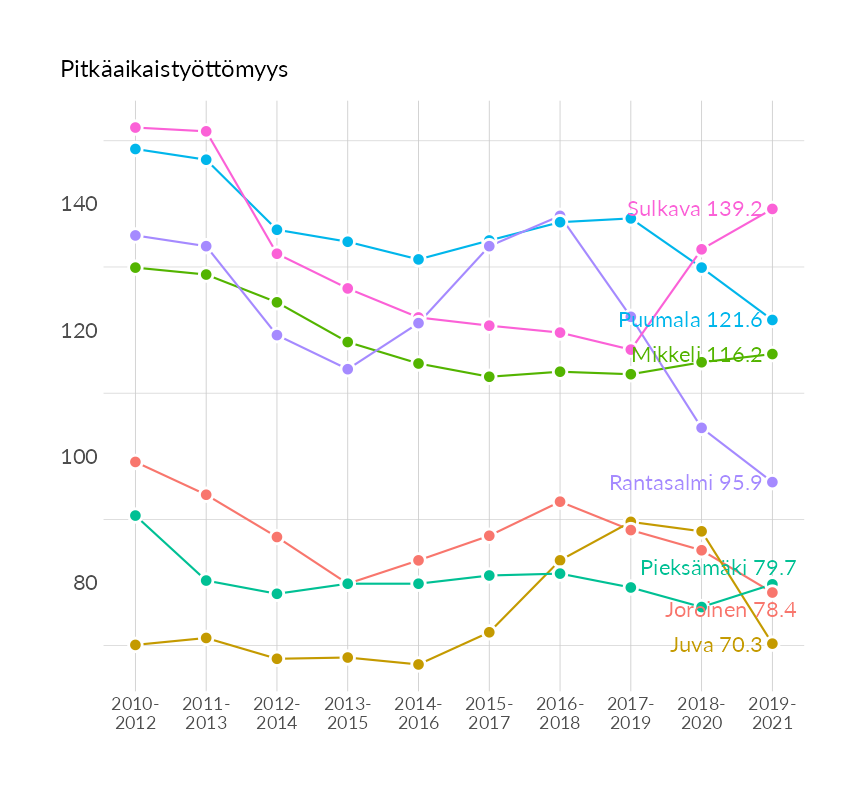 Pitkäaikaistyöttömyys
140
120
100
80
Sulkava 139.2
Puumala 121.6
Mikkeli 116.2
Rantasalmi 95.9
Pieksämäki 79.7
Joroinen 78.4
Juva 70.3
2010- 2011- 2012- 2013- 2014- 2015- 2016- 2017- 2018- 2019-
2012 2013 2014 2015 2016 2017 2018 2019 2020 2021